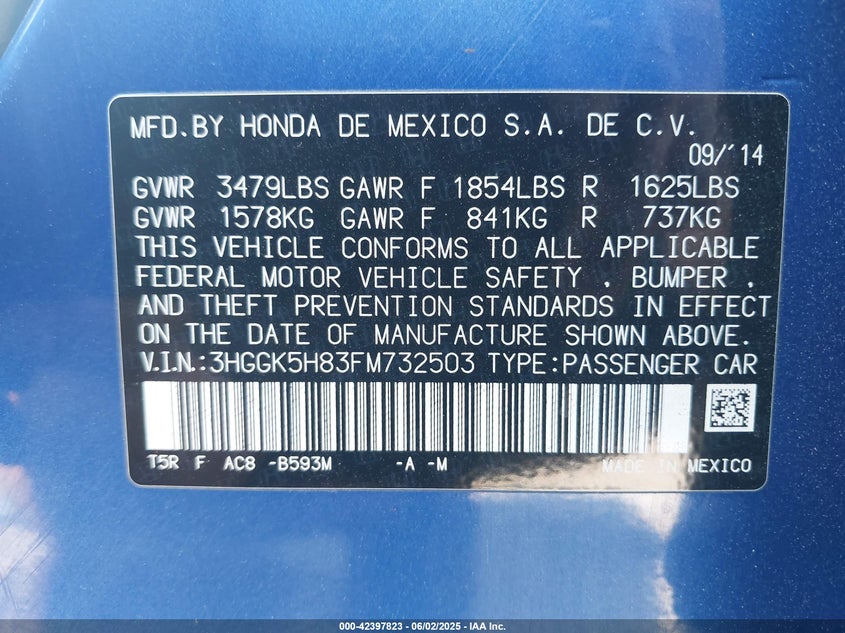 MFD.BY HONDA DE MEXICO S.A. DE C.V.
09/´14
GVWR 3479LBS GAWR F 1854LBS R 1625LBS
GVWR 1578KG GAWR F 841KG R 737KG
THIS VEHICLE CONFORMS TO ALL APPLICABLE
FEDERAL MOTOR VEHICLE SAFETY , BUMPER ,
AND THEFT PREVENTION STANDARDS IN EFFECT
ON THE DATE OF MANUFACTURE SHOWN ABOVE.
V.I.N.:3HGGK5H83FM732503 TYPE:PASSENGER CAR
T5R F AC8 -B593M -A -M MADE IN MEXICO
000-42397823 - 06/02/2025 - IAA Inc.